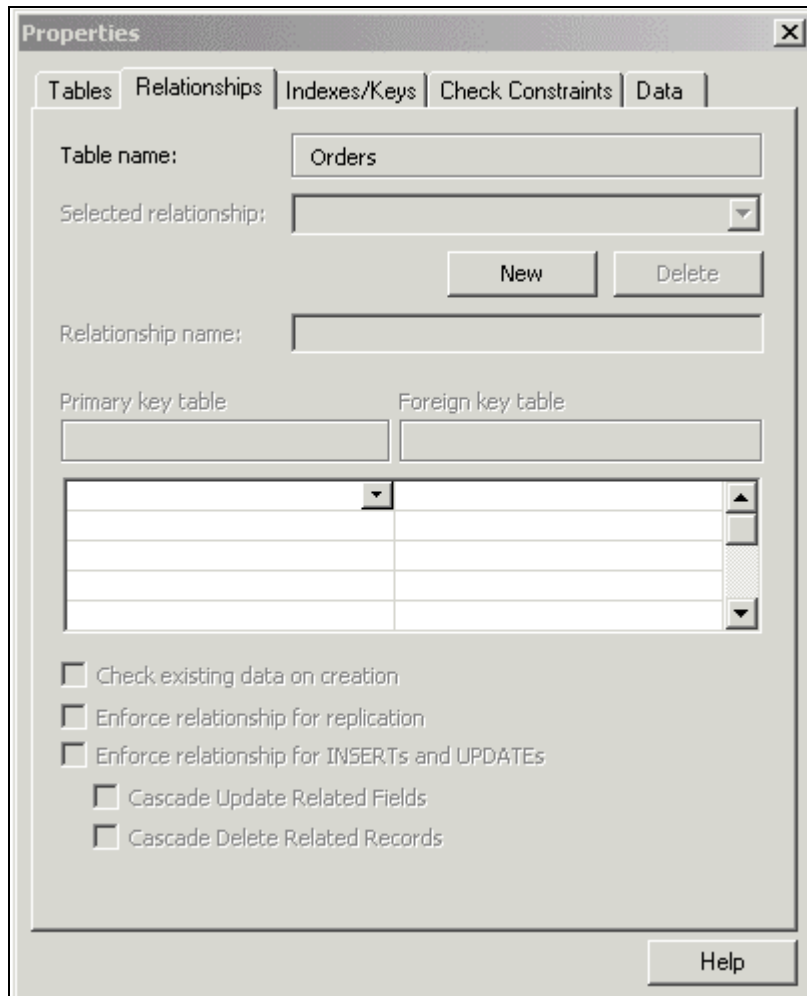 Properties
Tables Relationships Indexes/Keys Check Constraints Data
Table name: Orders
Selected relationship:
New Delete
Relationship name:
Primary key table Foreign key table
Check existing data on creation
Enforce relationship for replication
Enforce relationship for INSERTs and UPDATEs
Cascade Update Related Fields
Cascade Delete Related Records
Help